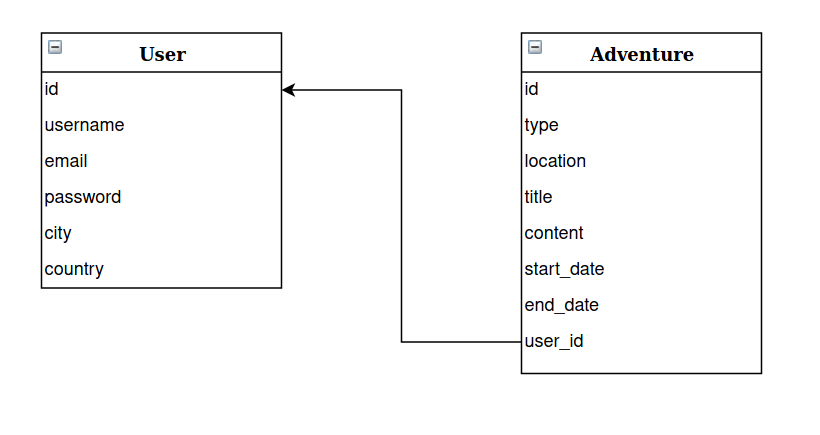 User
id
username
email
password
city
country
Adventure
id
type
location
title
content
start_date
end_date
user_id